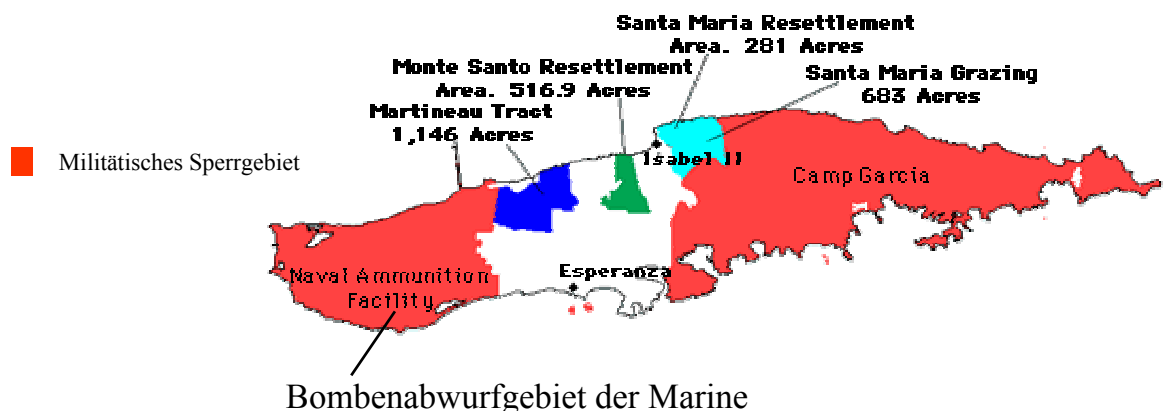 Santa Maria Resettlement
Area. 281 Acres
Monte Santo Resettlement
Area. 516.9 Acres
Santa Maria Grazing
683 Acres
Martineau Tract
1,146 Acres
Isabel II
Militätisches Sperrgebiet
Camp Garcia
Esperanza
Naval Ammunition
Facility
Bombenabwurfgebiet der Marine